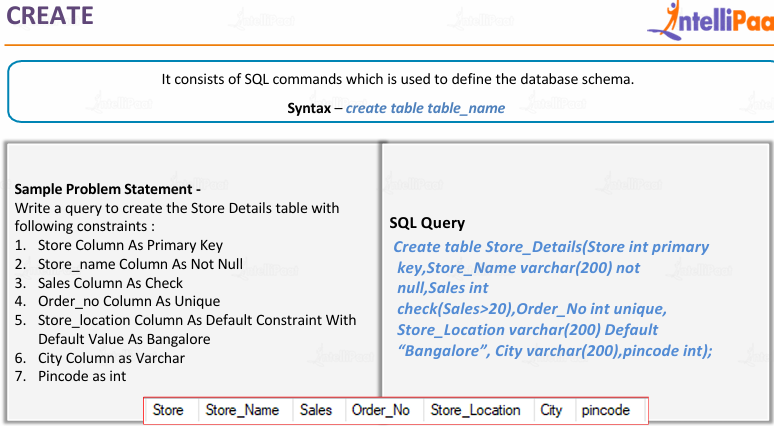 CREATE
IntelliPaa
It consists of SQL commands which is used to define the database schema.
Syntax – create table table_name
Sample Problem Statement -
Write a query to create the Store Details table with
following constraints :
1. Store Column As Primary Key
2. Store_name Column As Not Null
3. Sales Column As Check
4. Order_no Column As Unique
5. Store_location Column As Default Constraint With
Default Value As Bangalore
6. City Column as Varchar
7. Pincode as int
SQL Query
Create table Store_Details(Store int primary
key,Store_Name varchar(200) not
null,Sales int
check(Sales>20),Order_No int unique,
Store_Location varchar(200) Default
“Bangalore”, City varchar(200),pincode int);
Store Store_Name Sales Order_No Store_Location City pincode